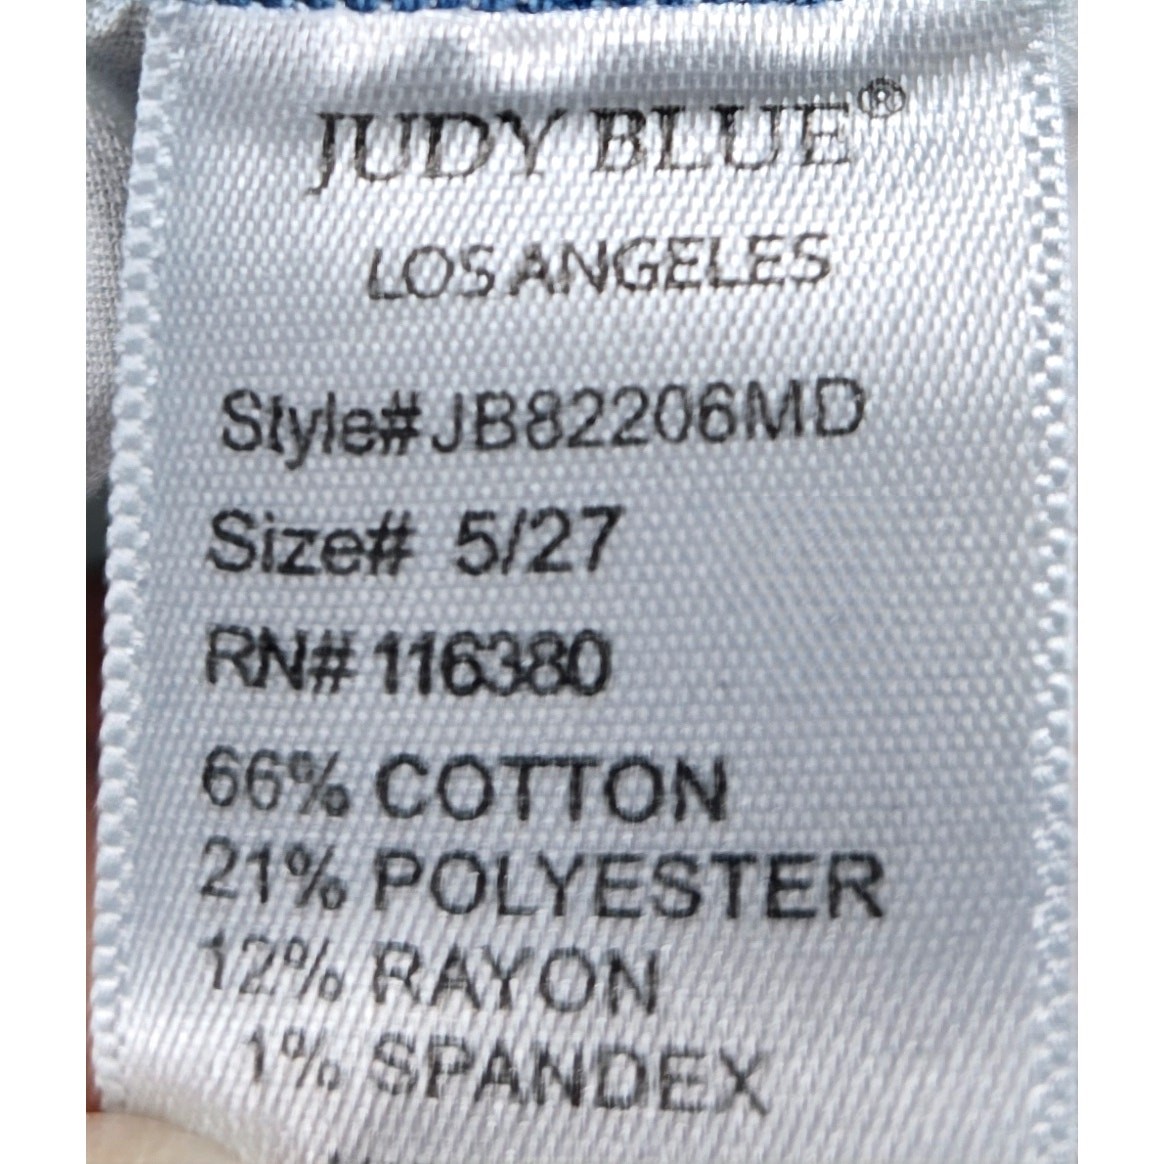 JUDY BLUE®
LOS ANGELES
Style# JB82206MD
Size# 5/27
RN# 116380
66% COTTON
21% POLYESTER
12% RAYON
1% SPANDEX